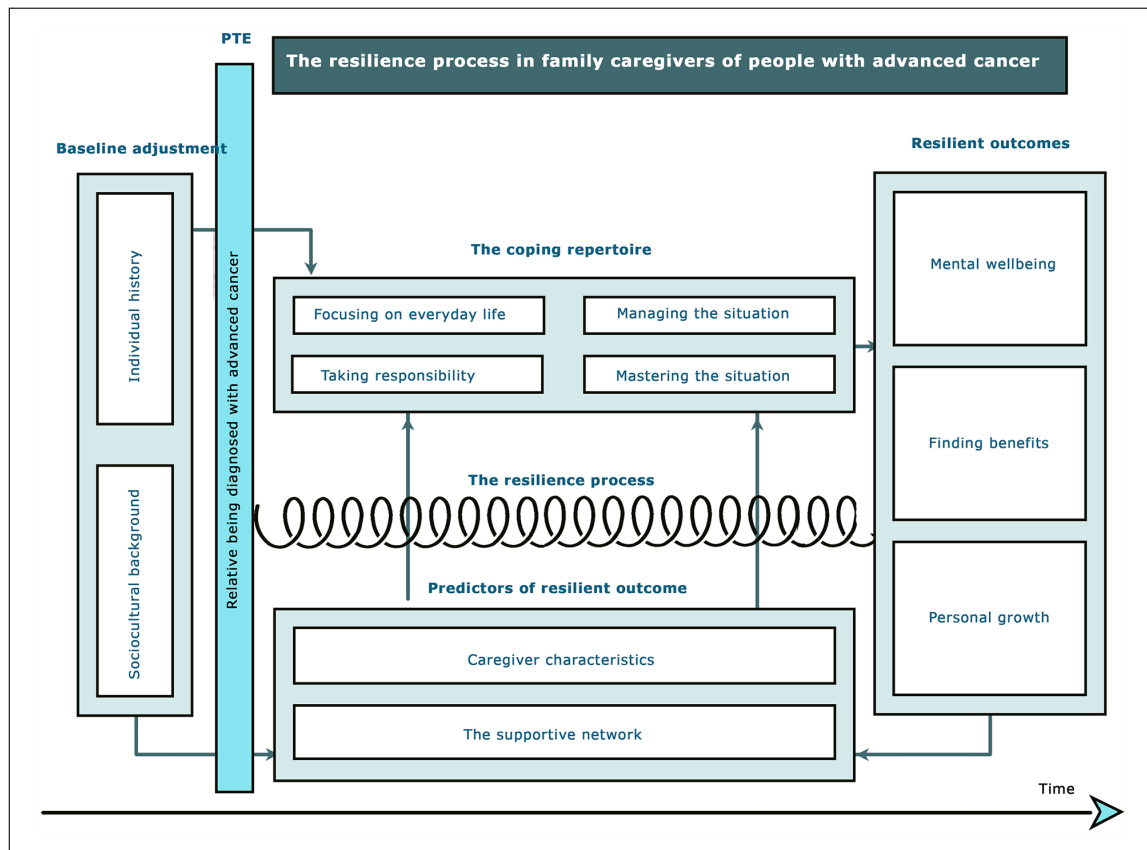 PTE
The resilience process in family caregivers of people with advanced cancer
Baseline adjustment
Individual history
Sociocultural background
Relative being diagnosed with advanced cancer
The coping repertoire
Focusing on everyday life
Managing the situation
Taking responsibility
Mastering the situation
The resilience process
Predictors of resilient outcome
Caregiver characteristics
The supportive network
Resilient outcomes
Mental wellbeing
Finding benefits
Personal growth
Time